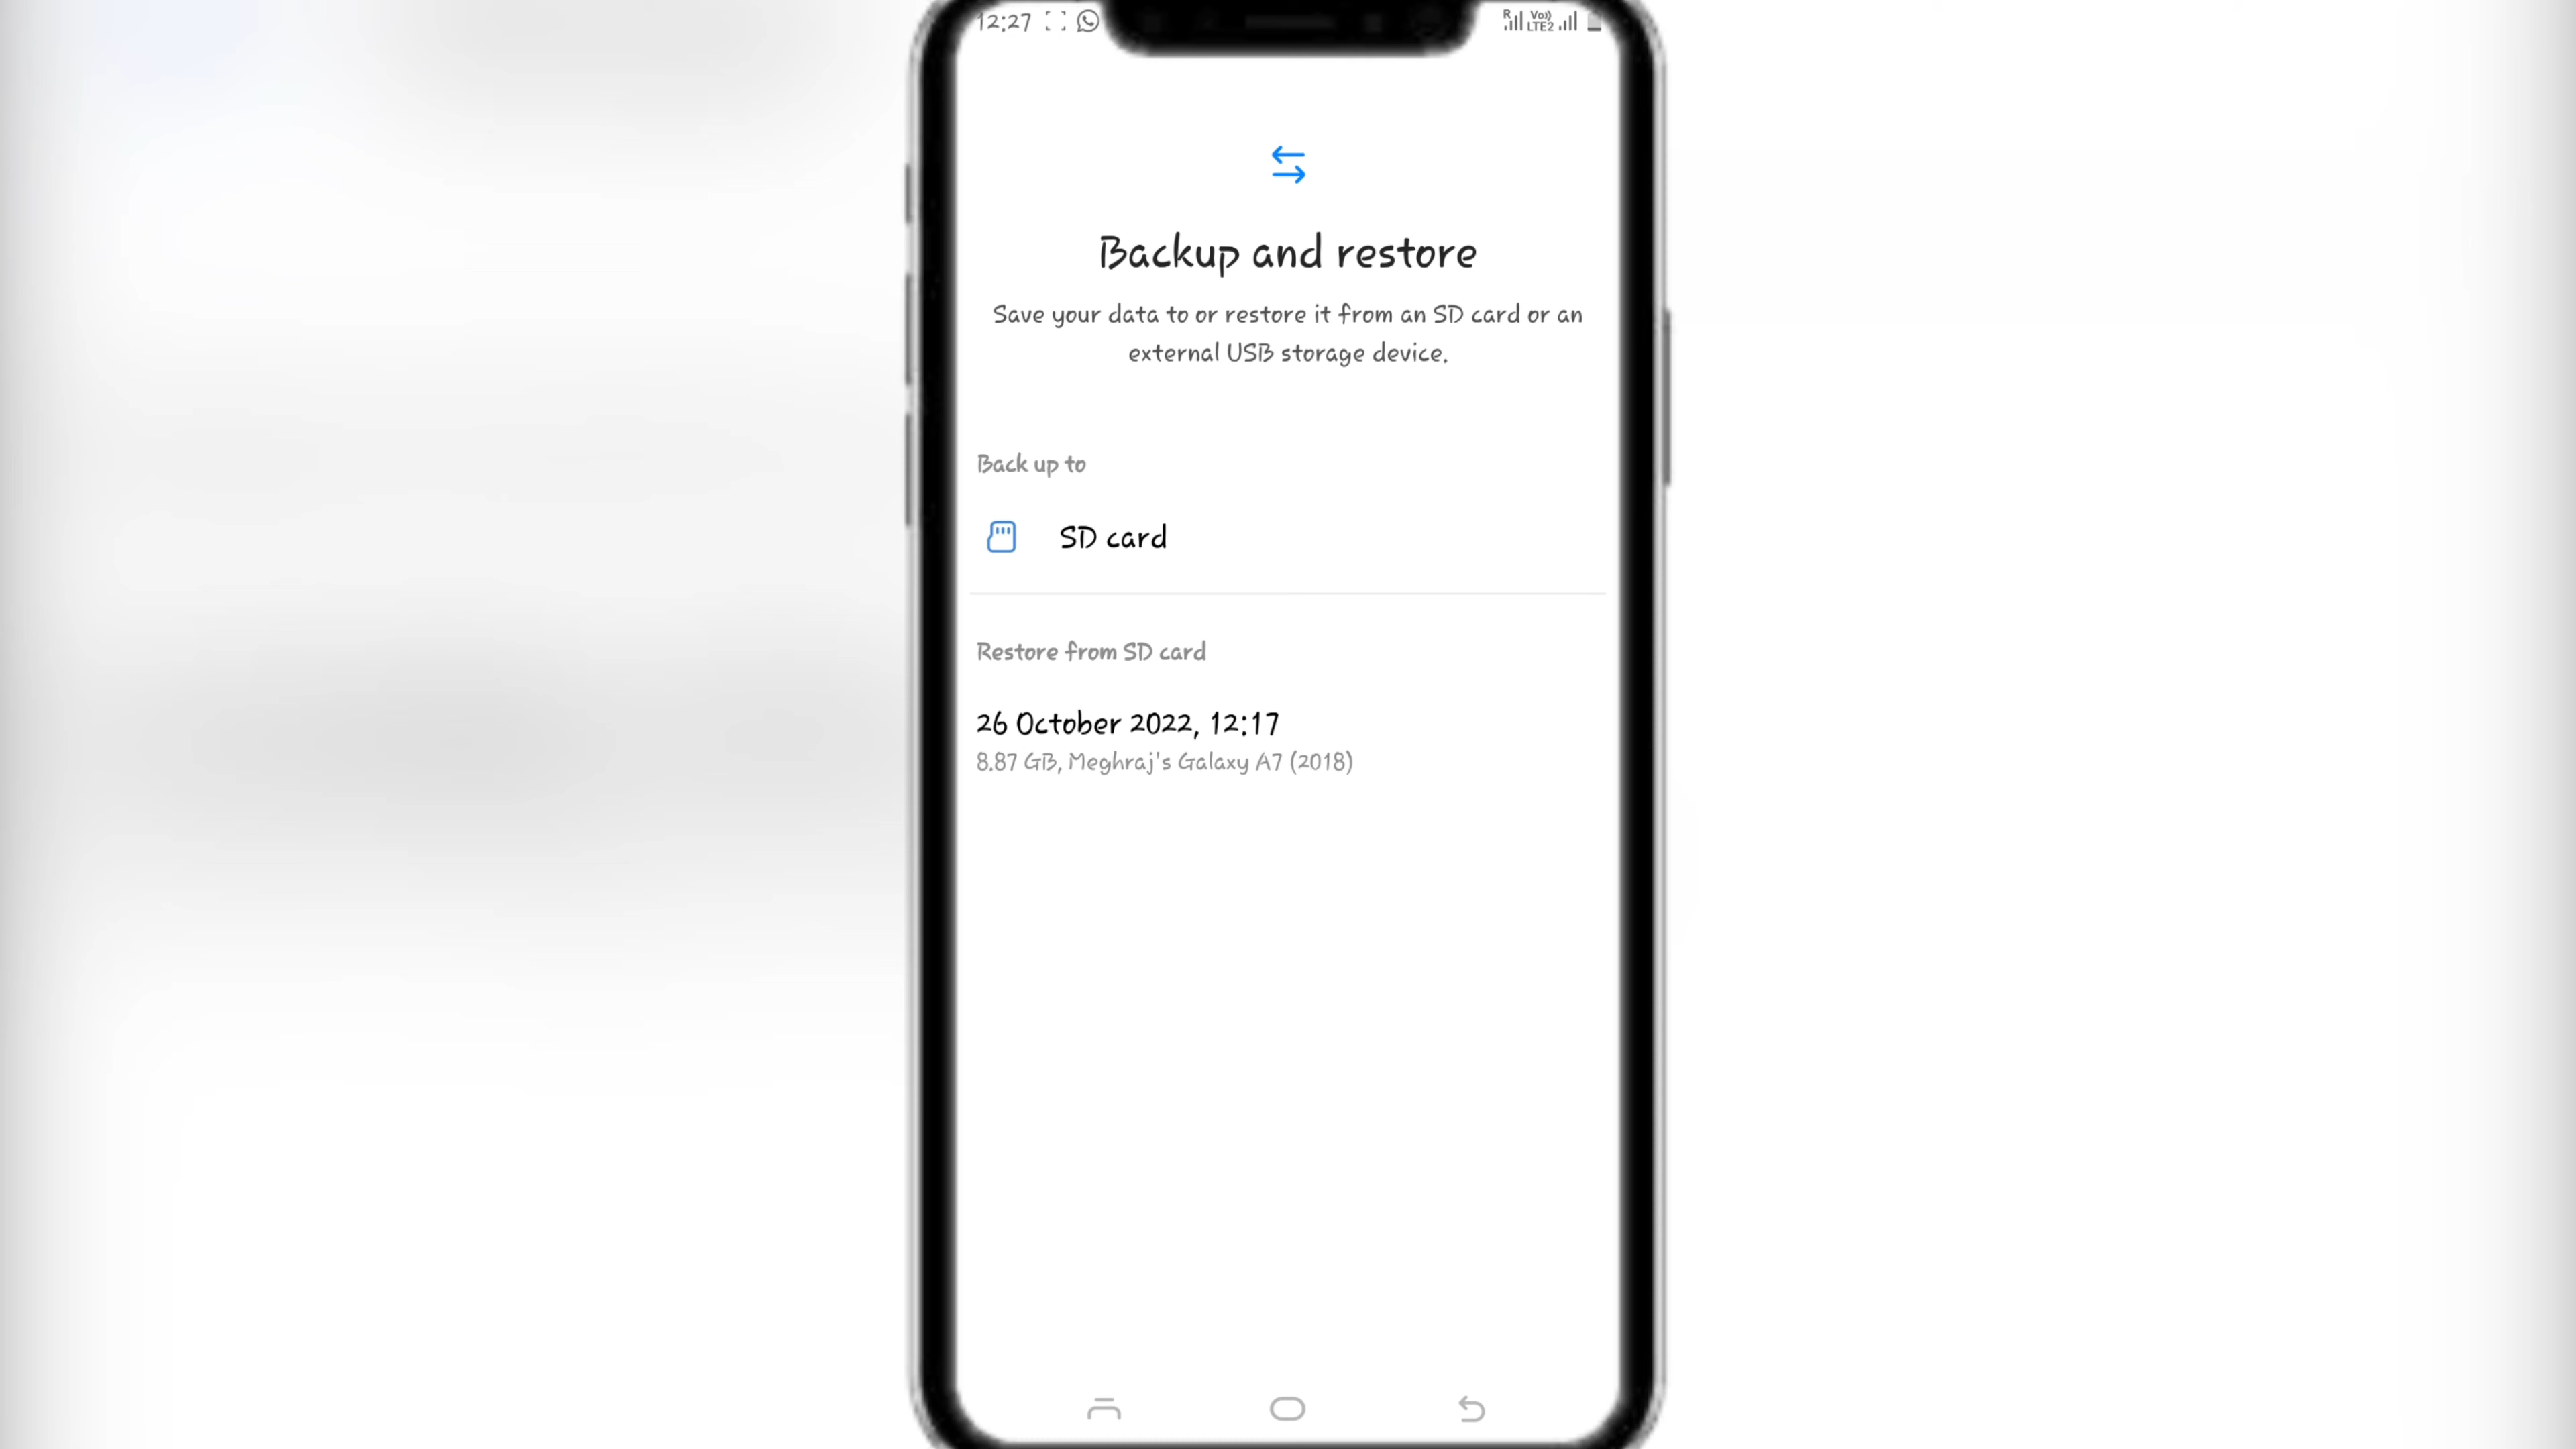 12:27
R Vo)) LTE2
Backup and restore
Save your data to or restore it from an SD card or an
external USB storage device.
Back up to
SD card
Restore from SD card
26 October 2022, 12:17
8.87 GB, Meghraj's Galaxy A7 (2018)